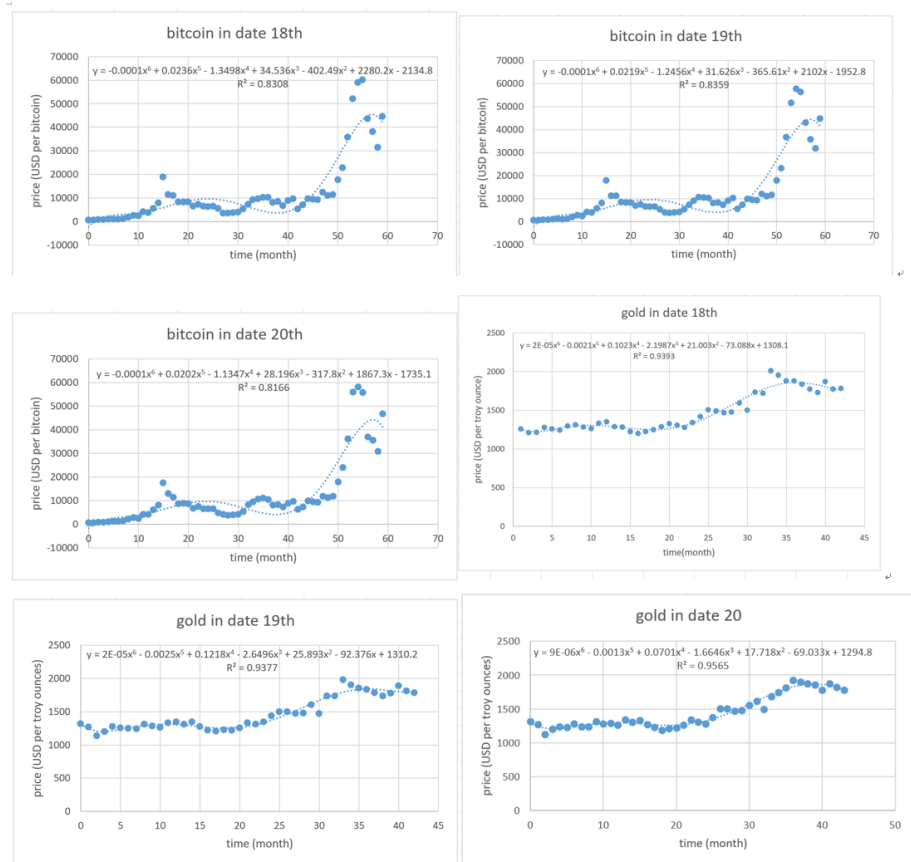 bitcoin in date 18th
y = -0.0001x⁶ + 0.0236x⁵ - 1.3498x⁴ + 34.536x³ - 402.49x² + 2280.2x - 2134.8
R² = 0.8308
70000
60000
50000
40000
30000
20000
10000
0
-10000
price (USD per bitcoin)
0 10 20 30 40 50 60 70
time (month)
bitcoin in date 19th
y = -0.0001x⁶ + 0.0219x⁵ - 1.2456x⁴ + 31.626x³ - 365.61x² + 2102x - 1952.8
R² = 0.8359
70000
60000
50000
40000
30000
20000
10000
0
-10000
price (USD per bitcoin)
0 10 20 30 40 50 60 70
time (month)
bitcoin in date 20th
y = -0.0001x⁶ + 0.0202x⁵ - 1.1347x⁴ + 28.196x³ - 317.8x² + 1867.3x - 1735.1
R² = 0.8166
70000
60000
50000
40000
30000
20000
10000
0
-10000
price (USD per bitcoin)
0 10 20 30 40 50 60 70
time (month)
gold in date 18th
y = 2E-05x⁶ - 0.0021x⁵ + 0.1023x⁴ - 2.1987x³ + 21.003x² - 73.088x + 1308.1
R² = 0.9393
2500
2000
1500
1000
500
0
price (USD per troy ounce)
0 5 10 15 20 25 30 35 40 45
time(month)
gold in date 19th
y = 2E-05x⁶ - 0.0025x⁵ + 0.1218x⁴ - 2.6496x³ + 25.893x² - 92.376x + 1310.2
R² = 0.9377
2500
2000
1500
1000
500
0
price (USD per troy ounces)
0 5 10 15 20 25 30 35 40 45
time (month)
gold in date 20
y = 9E-06x⁶ - 0.0013x⁵ + 0.0701x⁴ - 1.6646x³ + 17.718x² - 69.033x + 1294.8
R² = 0.9565
2500
2000
1500
1000
500
0
price (USD per troy ounces)
0 10 20 30 40 50
time (month)